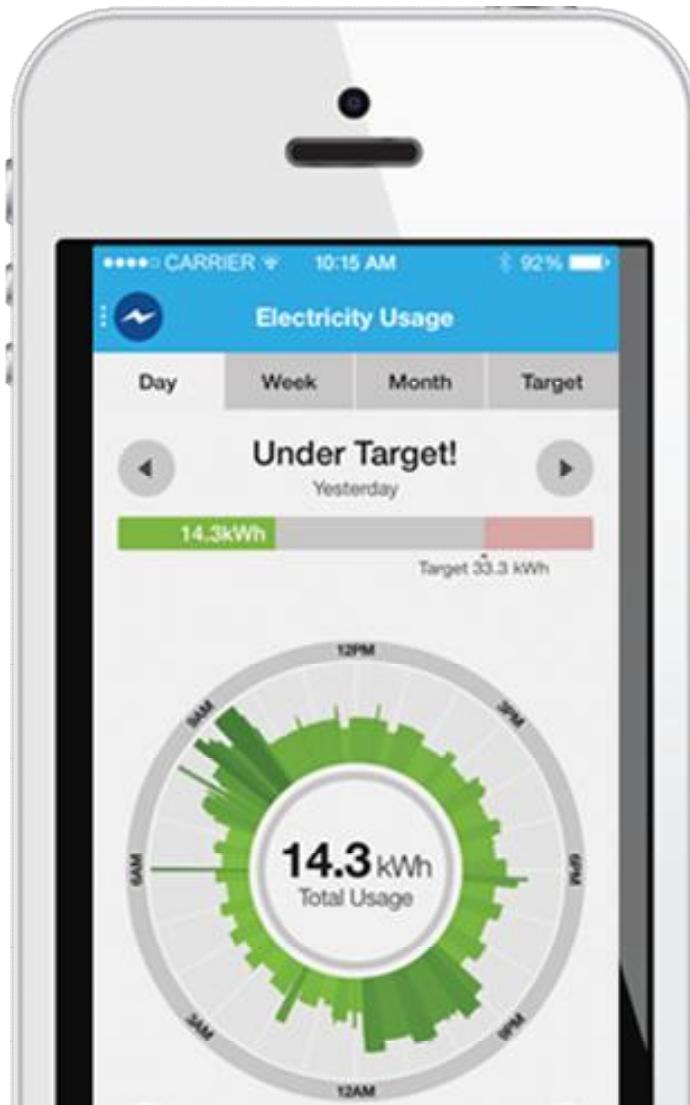 CARRIER 10:15 AM 92%
Electricity Usage
Day Week Month Target
Under Target!
Yesterday
14.3kWh
Target 33.3 kWh
12PM
9AM
3PM
14.3 kWh
Total Usage
6AM
6PM
3AM
9PM
12AM